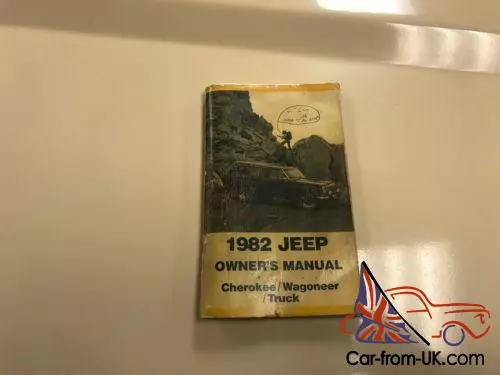 1982 JEEP
OWNER'S MANUAL
Cherokee/Wagoneer
/Truck
Car-from-UK.com